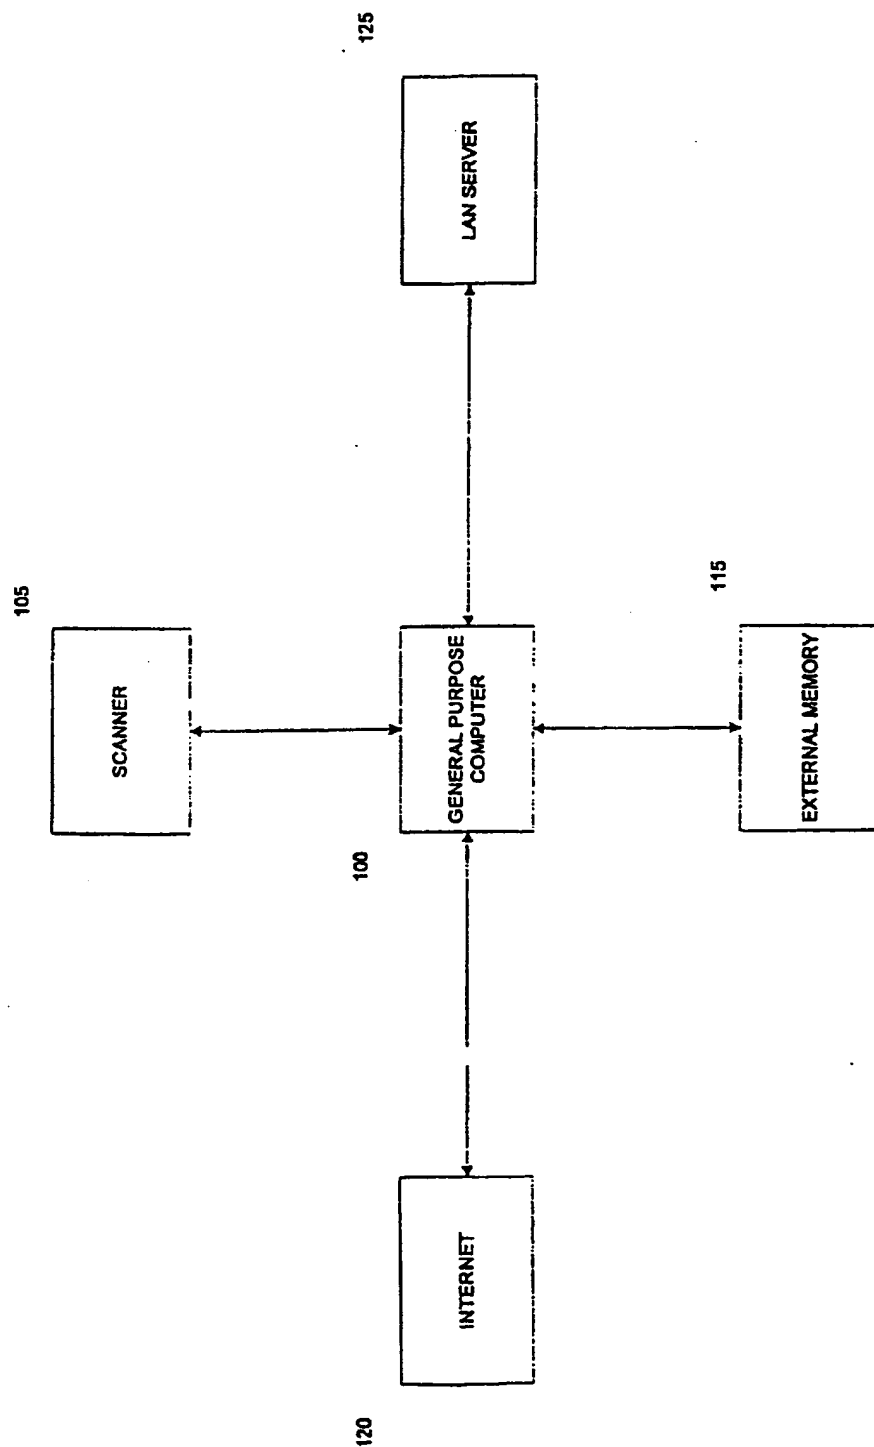 105
SCANNER
120
INTERNET
100
GENERAL PURPOSE
COMPUTER
125
LAN SERVER
115
EXTERNAL MEMORY